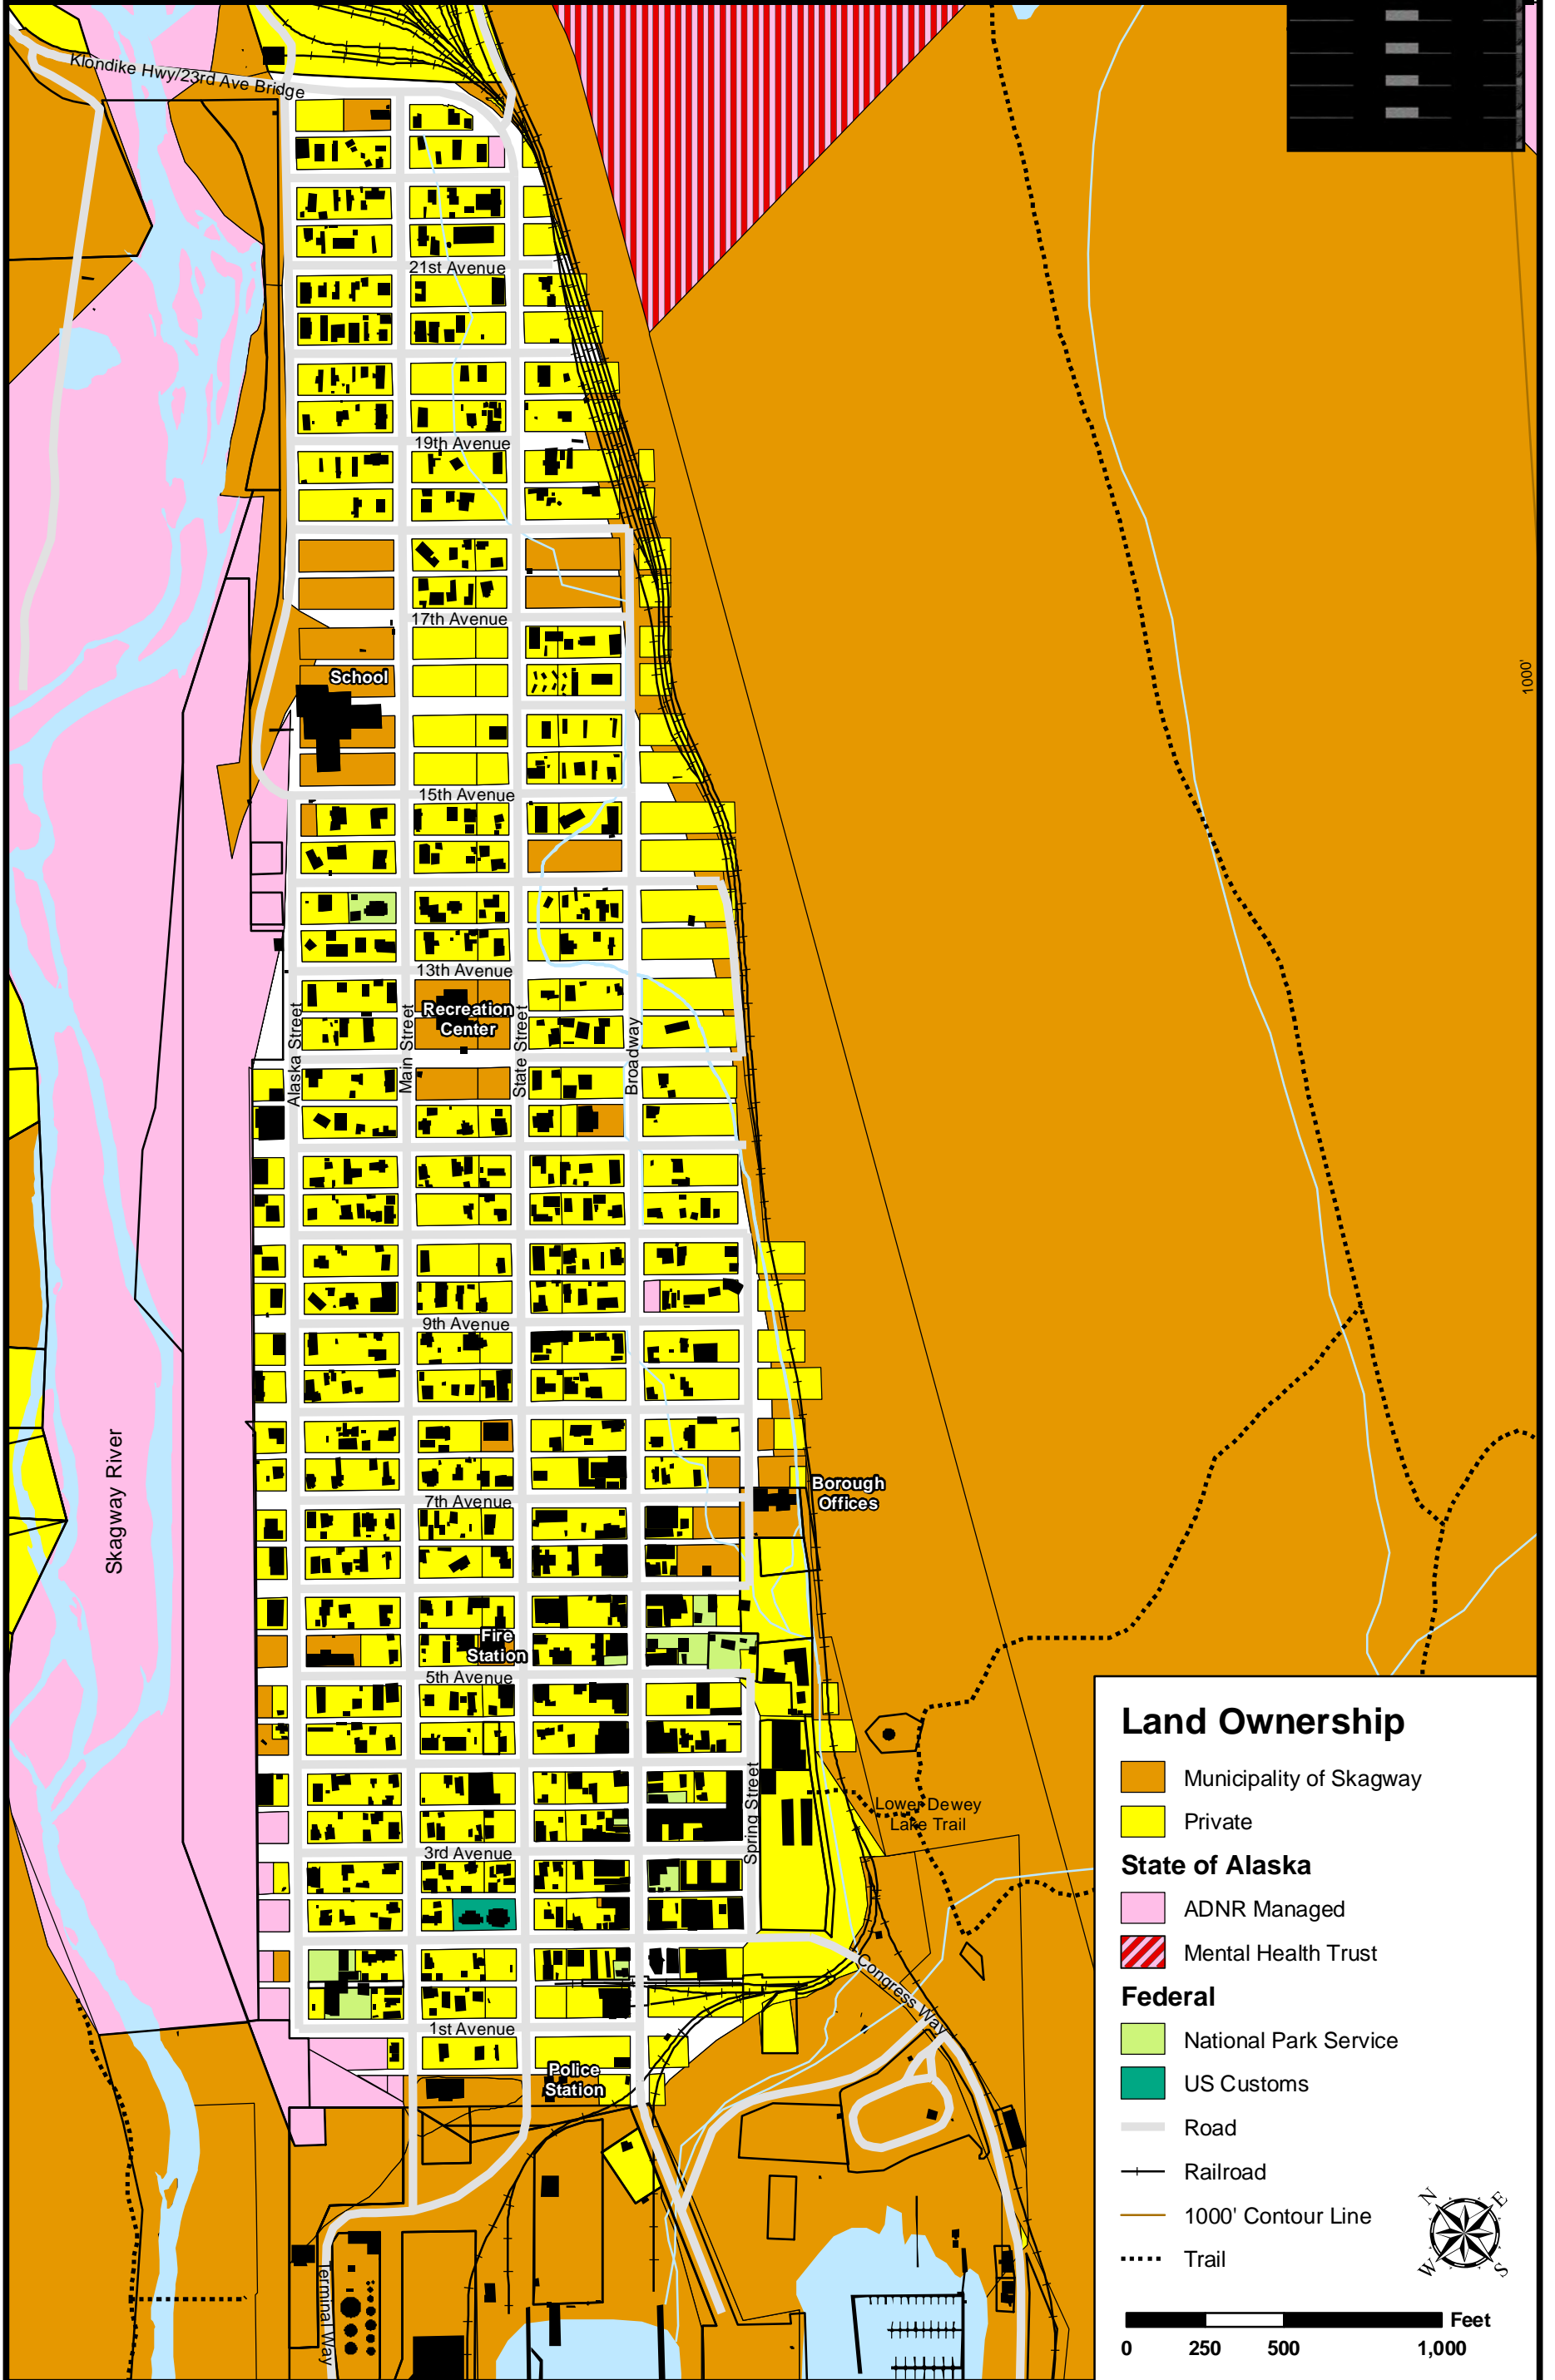 Klondike Hwy/23rd Ave Bridge
21st Avenue
19th Avenue
17th Avenue
School
1000'
15th Avenue
13th Avenue
Recreation
Center
Alaska Street
Main Street
State Street
Broadway
9th Avenue
Skagway River
7th Avenue
Borough
Offices
Fire
Station
5th Avenue
Spring Street
Lower Dewey
Lake Trail
3rd Avenue
Congress Way
1st Avenue
Police
Station
Terminal Way
Land Ownership
Municipality of Skagway
Private
State of Alaska
ADNR Managed
Mental Health Trust
Federal
National Park Service
US Customs
Road
Railroad
1000' Contour Line
Trail
N
E
W
S
Feet
0 250 500 1,000